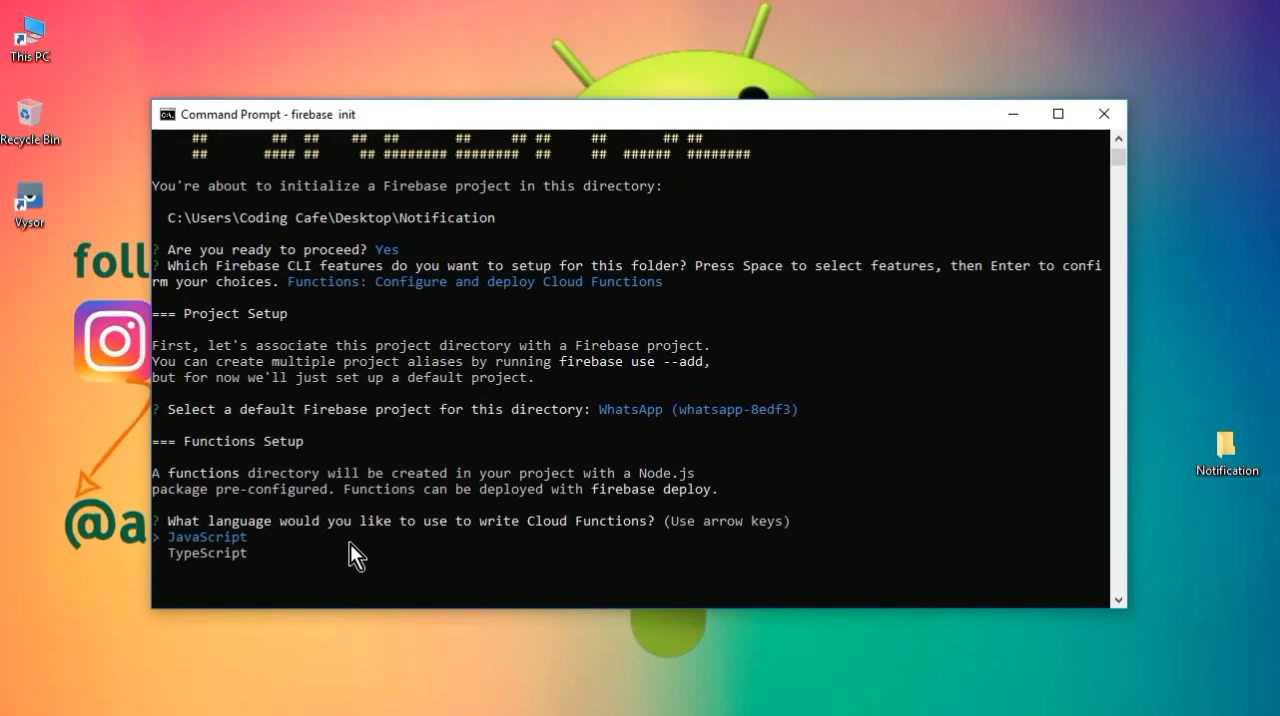 This PC
Recycle Bin
Vysor
foll
@a
Notification
Command Prompt - firebase init
##        ##  ##    ##  ##       ##     ## ##     ##       ## ##
##      #### ##     ## ######## ########  ##     ##  ######  ########
You're about to initialize a Firebase project in this directory:
C:\Users\Coding Cafe\Desktop\Notification
? Are you ready to proceed? Yes
? Which Firebase CLI features do you want to setup for this folder? Press Space to select features, then Enter to confi
rm your choices. Functions: Configure and deploy Cloud Functions
=== Project Setup
First, let's associate this project directory with a Firebase project.
You can create multiple project aliases by running firebase use --add,
but for now we'll just set up a default project.
? Select a default Firebase project for this directory: WhatsApp (whatsapp-8edf3)
=== Functions Setup
A functions directory will be created in your project with a Node.js
package pre-configured. Functions can be deployed with firebase deploy.
? What language would you like to use to write Cloud Functions? (Use arrow keys)
> JavaScript
TypeScript